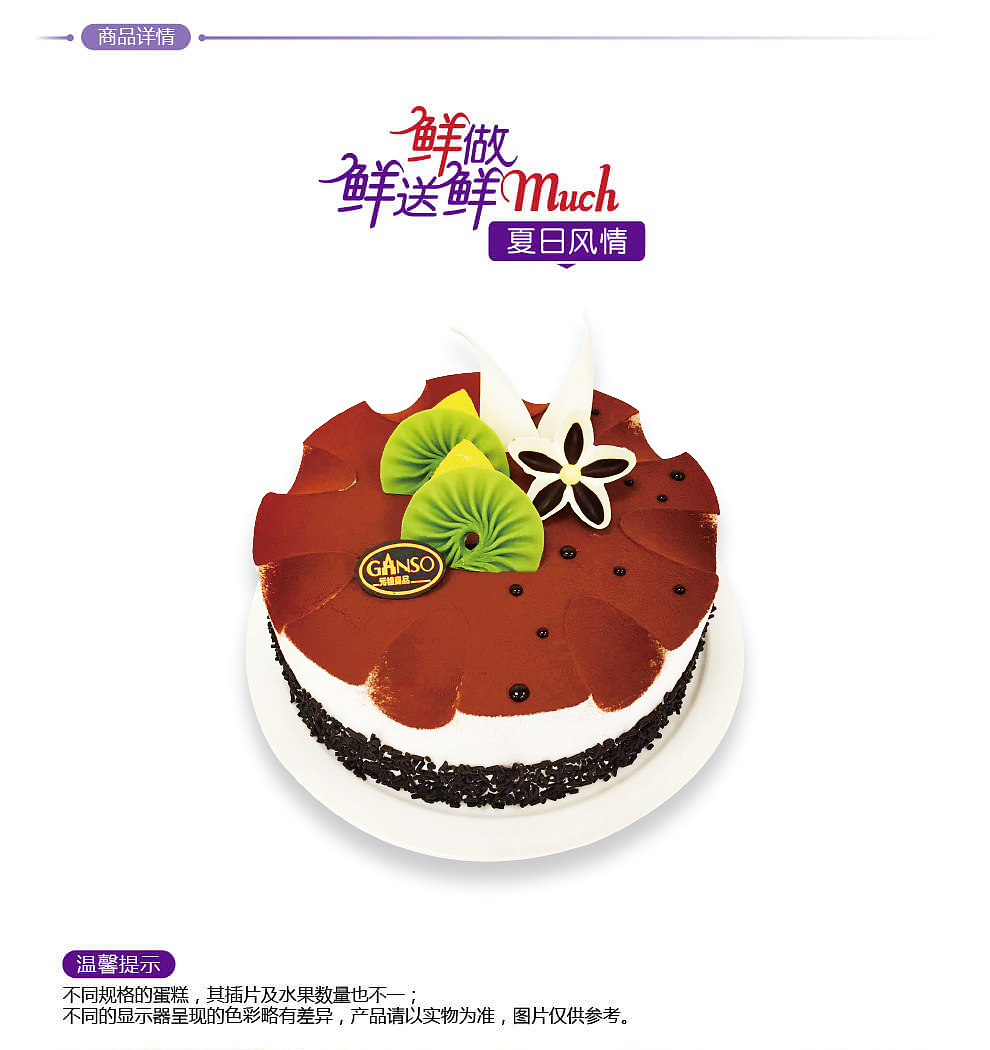 商品详情
鲜做
鲜送鲜Much
夏日风情
GANSO
元祖食品
温馨提示
不同规格的蛋糕，其插片及水果数量也不一；
不同的显示器呈现的色彩略有差异，产品请以实物为准，图片仅供参考。